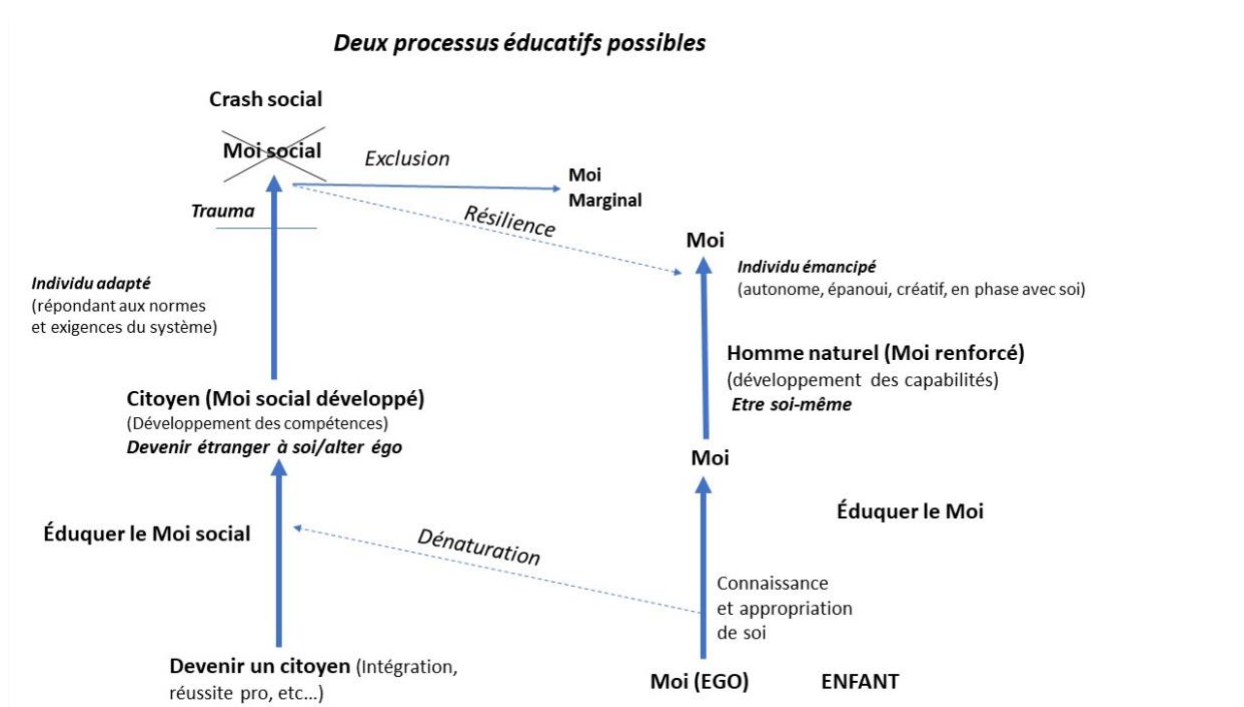 Deux processus éducatifs possibles
Crash social
Moi social
Exclusion
Moi
Marginal
Trauma
Résilience
Moi
Individu adapté
(répondant aux normes
et exigences du système)
Individu émancipé
(autonome, épanoui, créatif, en phase avec soi)
Homme naturel (Moi renforcé)
(développement des capabilités)
Etre soi-même
Citoyen (Moi social développé)
(Développement des compétences)
Devenir étranger à soi/alter égo
Moi
Éduquer le Moi social
Dénaturation
Éduquer le Moi
Connaissance
et appropriation
de soi
Devenir un citoyen (Intégration,
réussite pro, etc...)
Moi (EGO)
ENFANT